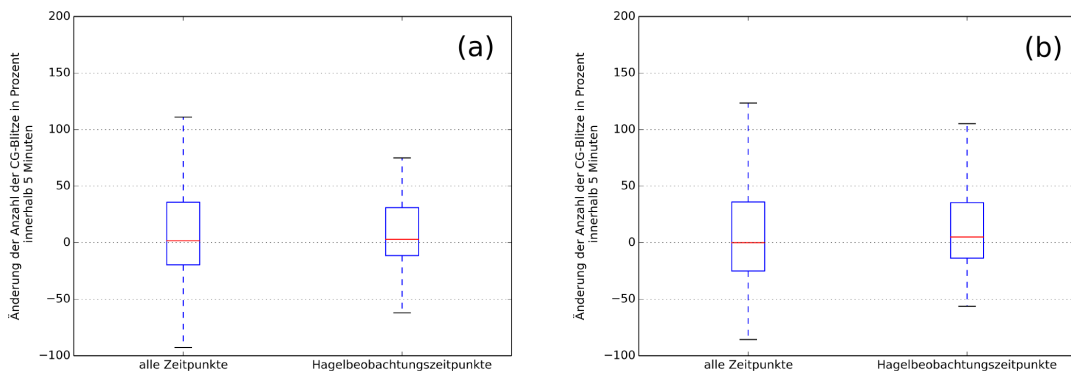 Änderung der Anzahl der CG-Blitze in Prozent
innerhalb 5 Minuten
200
150
100
50
0
−50
−100
(a)
alle Zeitpunkte
Hagelbeobachtungszeitpunkte
Änderung der Anzahl der CG-Blitze in Prozent
innerhalb 5 Minuten
200
150
100
50
0
−50
−100
(b)
alle Zeitpunkte
Hagelbeobachtungszeitpunkte